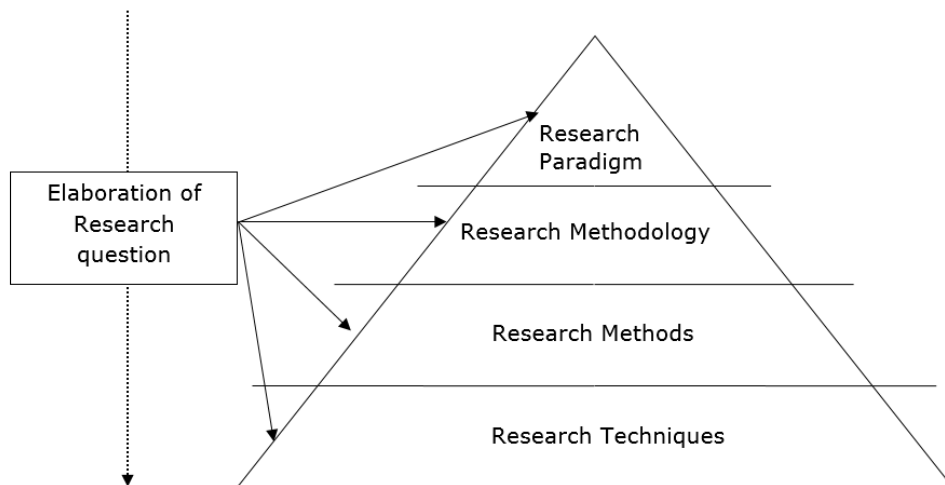 Research
Paradigm
Elaboration of
Research
question
Research Methodology
Research Methods
Research Techniques